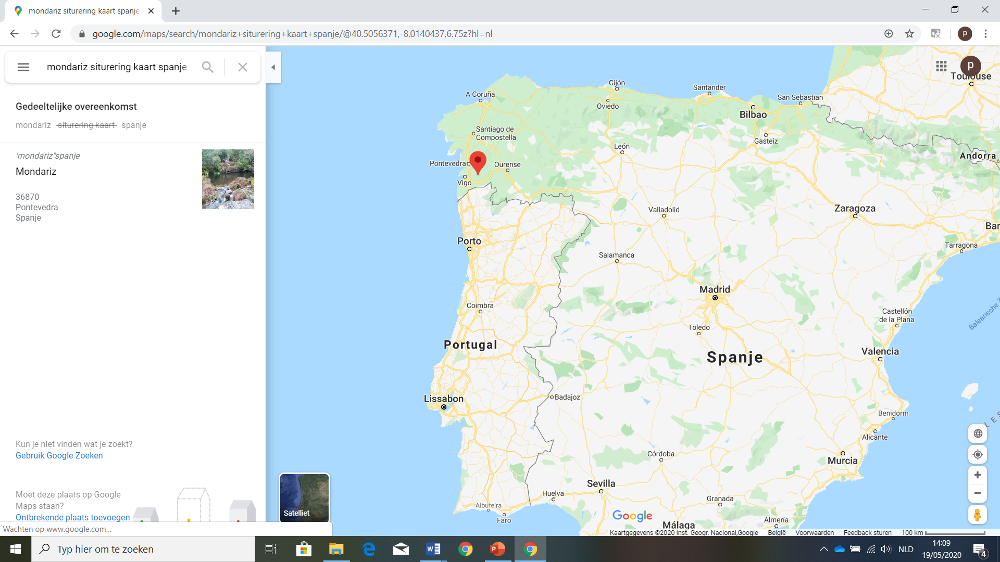 mondariz siturering kaart spanje
google.com/maps/search/mondariz+siturering+kaart+spanje/@40.5056371,-8.0140437,6.75z?hl=nl
p
mondariz siturering kaart spanje
Gedeeltelijke overeenkomst
mondariz siturering kaart spanje
'mondariz''spanje
Mondariz
36870
Pontevedra
Spanje
Kun je niet vinden wat je zoekt?
Gebruik Google Zoeken
Moet deze plaats op Google
Maps staan?
Ontbrekende plaats toevoegen
Wachten op www.google.com...
p
Toulouse
Gijón
A Coruña
Santander
San Sebastian
Oviedo
Bilbao
Santiago de
Compostella
Gasteiz
León
Andorra
Pontevedra
Ourense
Vigo
Valladolid
Zaragoza
Bar
Porto
Tarragona
Salamanca
Madrid
Coimbra
Castellón
de la Plana
Balearische Z
Toledo
Portugal
Spanje
Valencia
Lissabon
Badajoz
Benidorm
LES
Alicante
Córdoba
Murcia
Sevilla
Huelva
Granada
Albufeira
Faro
Almería
Málaga
Satelliet
Google
Kaartgegevens ©2020 Inst. Geogr. Nacional,Google België Voorwaarden Feedback sturen 100 km
Typ hier om te zoeken
NLD
14:09
19/05/2020
4